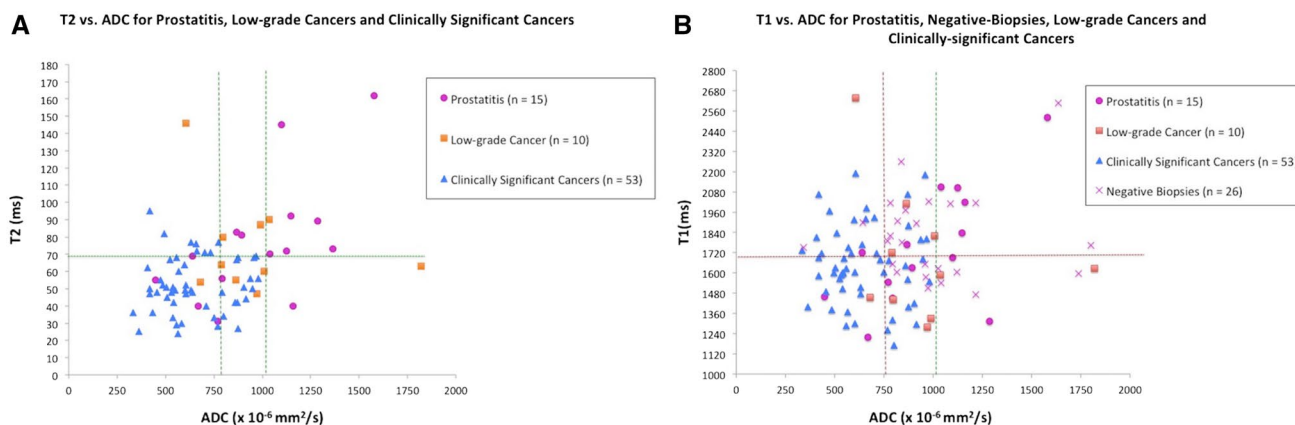 A
T2 vs. ADC for Prostatitis, Low-grade Cancers and Clinically Significant Cancers
180
170
160
150
140
130
120
110
100
90
80
70
60
50
40
30
20
10
0
T2 (ms)
0 250 500 750 1000 1250 1500 1750 2000
ADC (x 10⁻⁶ mm²/s)
Prostatitis (n = 15)
Low-grade Cancer (n = 10)
Clinically Significant Cancers (n = 53)
B
T1 vs. ADC for Prostatitis, Negative-Biopsies, Low-grade Cancers and
Clinically-significant Cancers
2800
2680
2560
2440
2320
2200
2080
1960
1840
1720
1600
1480
1360
1240
1120
1000
T1(ms)
0 250 500 750 1000 1250 1500 1750 2000
ADC (x 10⁻⁶ mm²/s)
Prostatitis (n = 15)
Low-grade Cancer (n = 10)
Clinically Significant Cancers (n = 53
Negative Biopsies (n = 26)